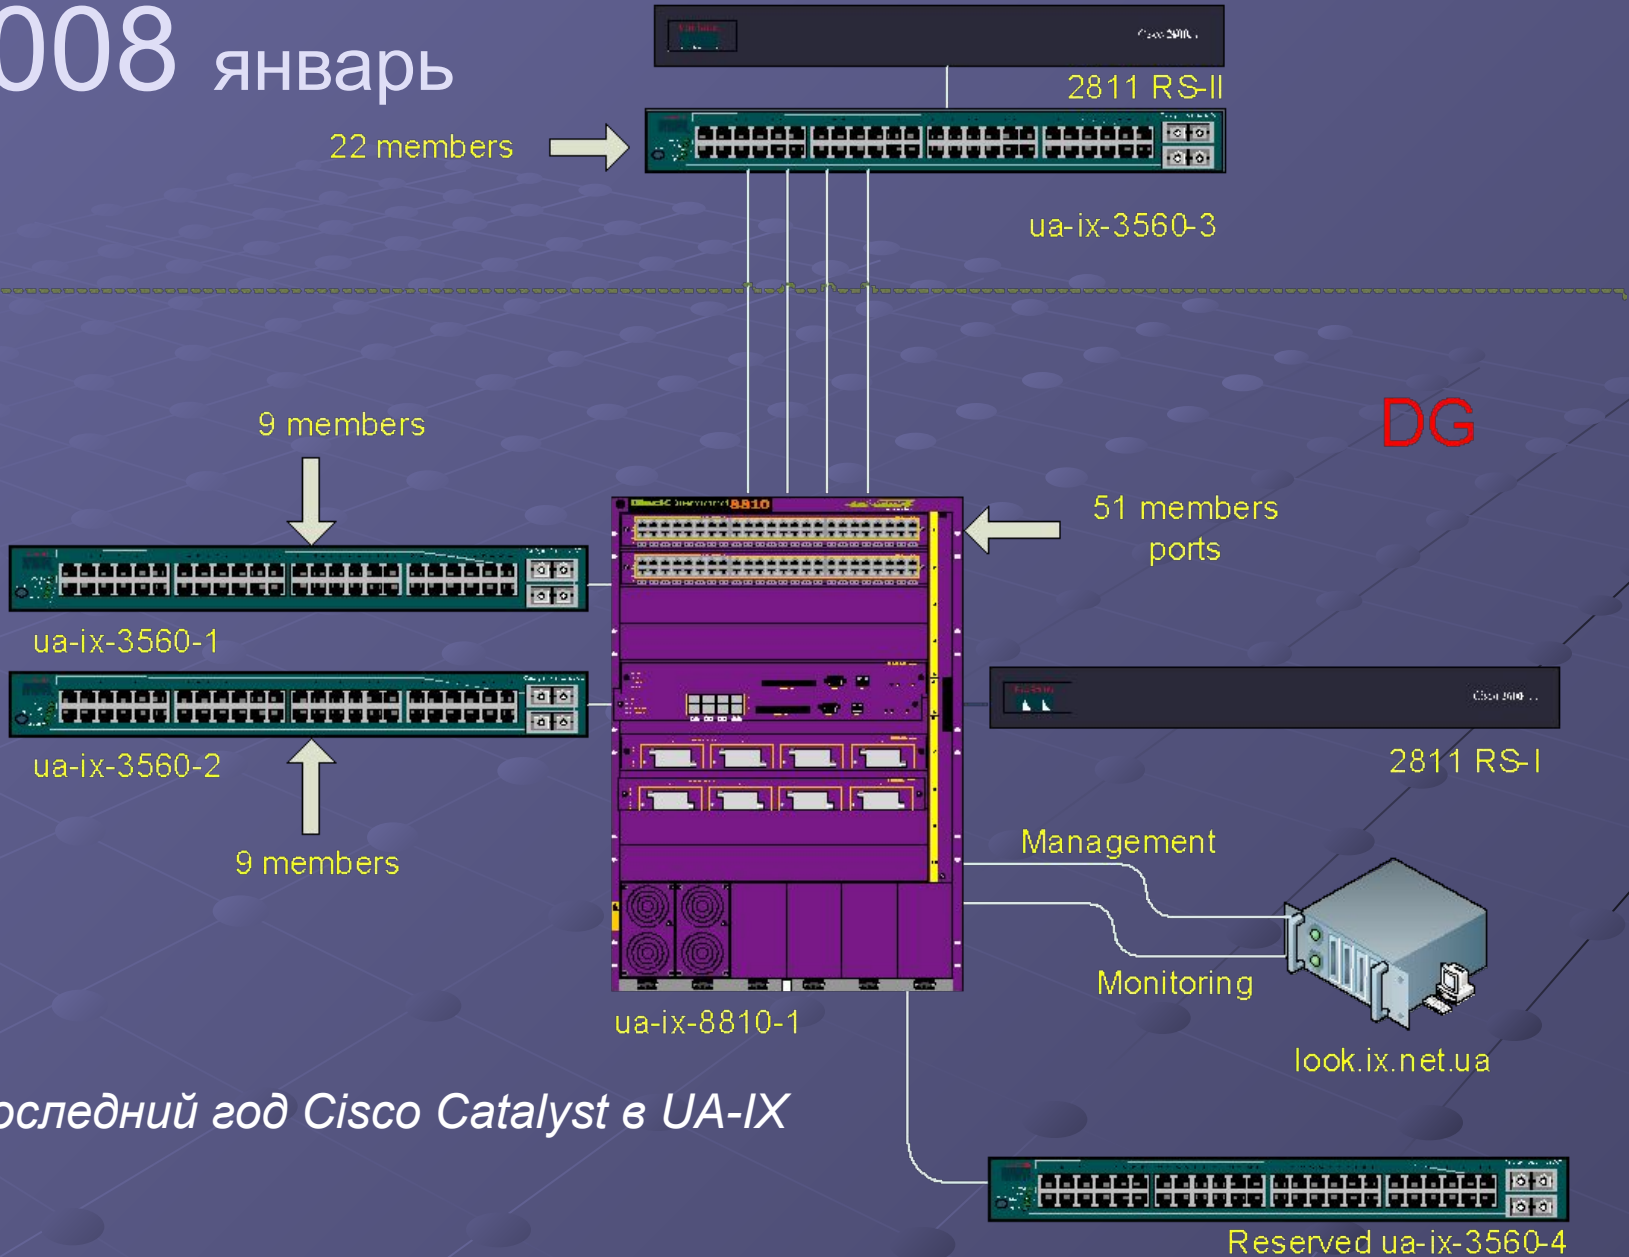 008 январь
2811 RS-II
22 members
ua-ix-3560-3
DG
9 members
51 members
ports
8810
ua-ix-3560-1
ua-ix-3560-2
2811 RS-I
9 members
Management
Monitoring
ua-ix-8810-1
look.ix.net.ua
оследний год Cisco Catalyst в UA-IX
Reserved ua-ix-3560-4